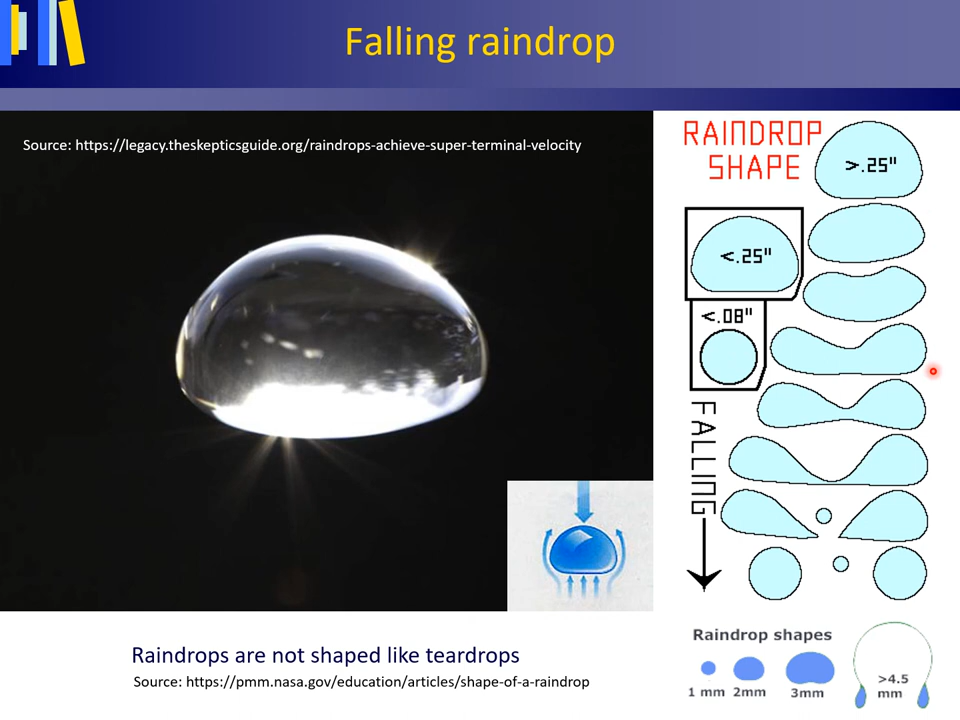 Falling raindrop
Source: https://legacy.theskepticsguide.org/raindrops-achieve-super-terminal-velocity
RAINDROP
SHAPE
>.25"
<.25"
<.08"
FALLING
Raindrops are not shaped like teardrops
Source: https://pmm.nasa.gov/education/articles/shape-of-a-raindrop
Raindrop shapes
1 mm 2mm 3mm
>4.5
mm